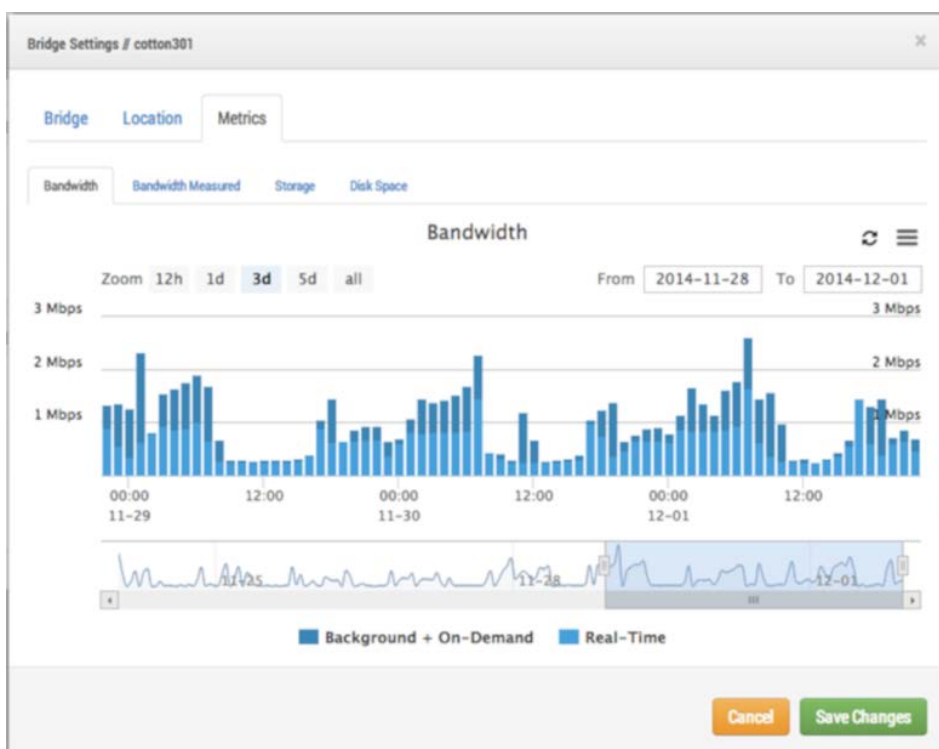 Bridge Settings // cotton301
×
Bridge Location Metrics
Bandwidth Bandwidth Measured Storage Disk Space
Bandwidth
Zoom 12h 1d 3d 5d all From 2014-11-28 To 2014-12-01
3 Mbps 3 Mbps
2 Mbps 2 Mbps
1 Mbps 1 Mbps
00:00 12:00 00:00 12:00 00:00 12:00
11-29 11-30 12-01
11-25 11-28 12-01
Background + On-Demand Real-Time
Cancel Save Changes